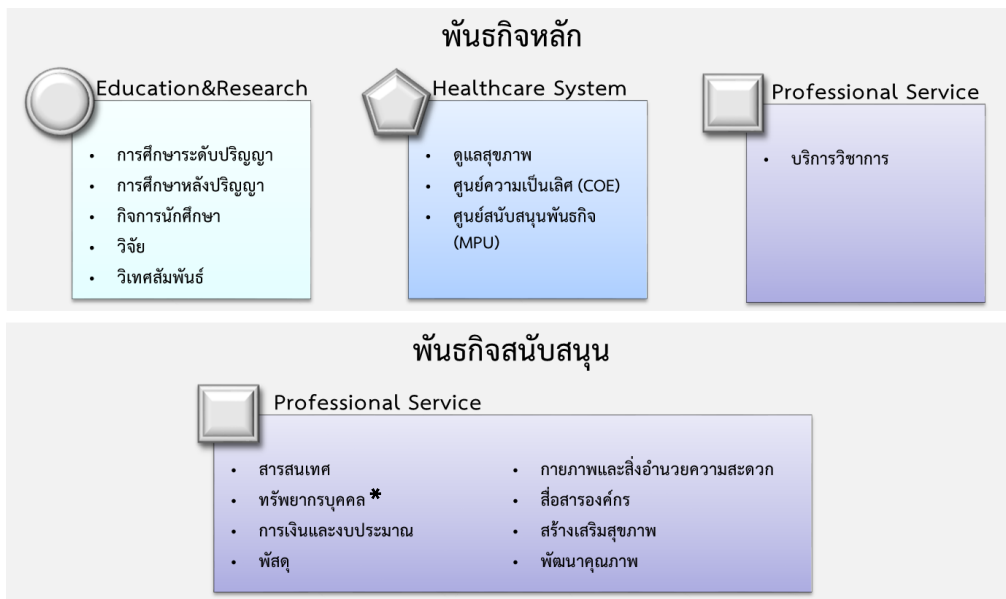 พันธกิจหลัก
Education&Research
• การศึกษาระดับปริญญา
• การศึกษาหลังปริญญา
• กิจการนักศึกษา
• วิจัย
• วิเทศสัมพันธ์
Healthcare System
• ดูแลสุขภาพ
• ศูนย์ความเป็นเลิศ (COE)
• ศูนย์สนับสนุนพันธกิจ
(MPU)
Professional Service
• บริการวิชาการ
พันธกิจสนับสนุน
Professional Service
• สารสนเทศ
• ทรัพยากรบุคคล *
• การเงินและงบประมาณ
• พัสดุ
• กายภาพและสิ่งอำนวยความสะดวก
• สื่อสารองค์กร
• สร้างเสริมสุขภาพ
• พัฒนาคุณภาพ